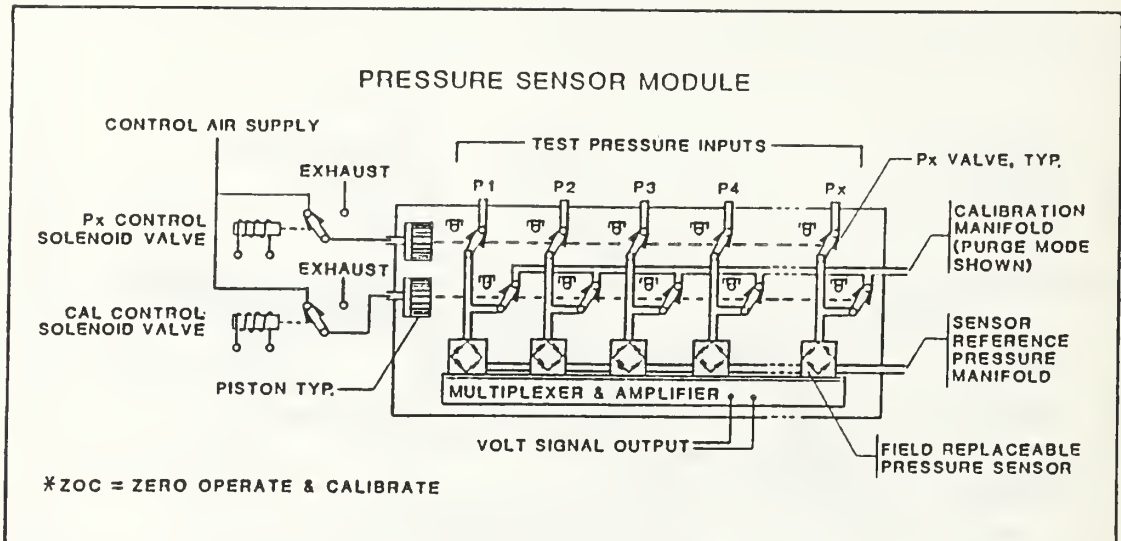 PRESSURE SENSOR MODULE
CONTROL AIR SUPPLY
TEST PRESSURE INPUTS
EXHAUST
P1 P2 P3 P4 Px
Px VALVE, TYP.
Px CONTROL
SOLENOID VALVE
CALIBRATION
MANIFOLD
(PURGE MODE
SHOWN)
EXHAUST
CAL CONTROL
SOLENOID VALVE
SENSOR
REFERENCE
PRESSURE
MANIFOLD
PISTON TYP.
MULTIPLEXER & AMPLIFIER
VOLT SIGNAL OUTPUT
FIELD REPLACEABLE
PRESSURE SENSOR
*ZOC = ZERO OPERATE & CALIBRATE